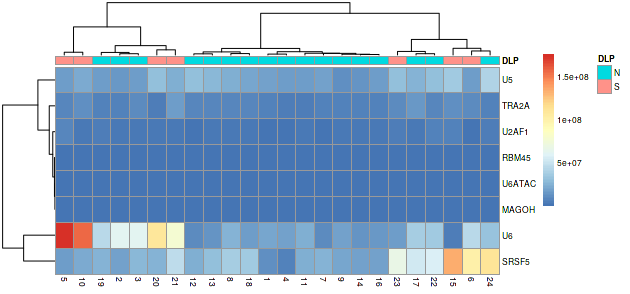 DLP
U5
TRA2A
U2AF1
RBM45
U6ATAC
MAGOH
U6
SRSF5
5 10 19 2 3 20 21 12 13 8 18 1 4 11 7 9 14 16 23 17 22 15 6 24
1.5e+08
1e+08
5e+07
DLP
N
S